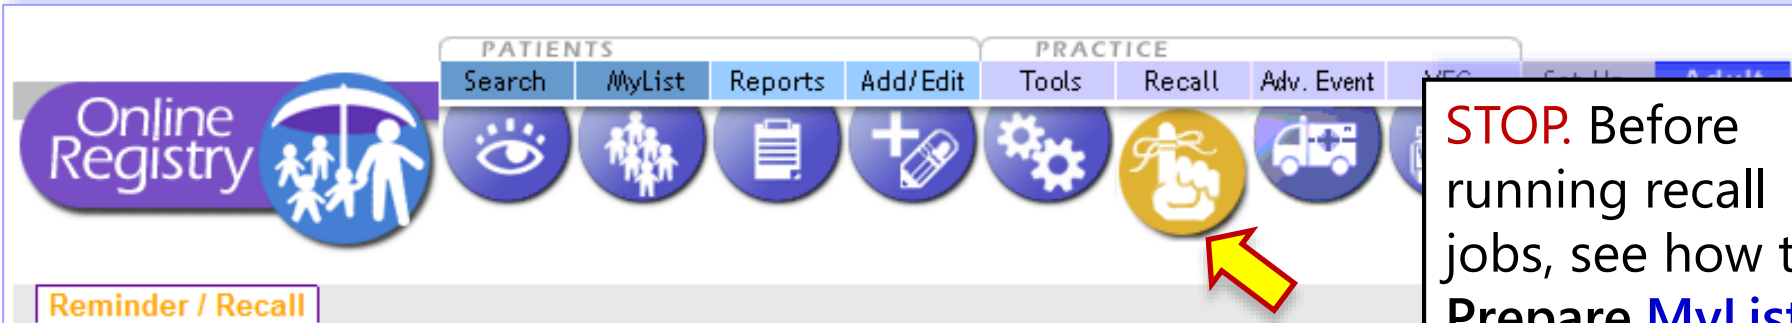 PATIENTS PRACTICE
Search MyList Reports Add/Edit Tools Recall Adv. Event
Online
Registry
STOP. Before
running recall
jobs, see how
Prepare MyList
Reminder / Recall